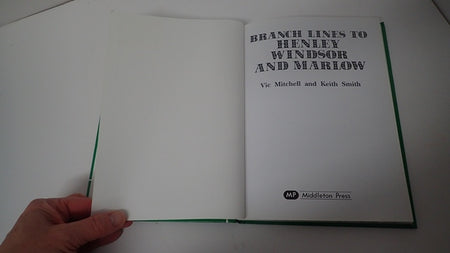 BRANCH LINES TO
HENLEY
WINDSOR
AND MARLOW
Vic Mitchell and Keith Smith
MP Middleton Press